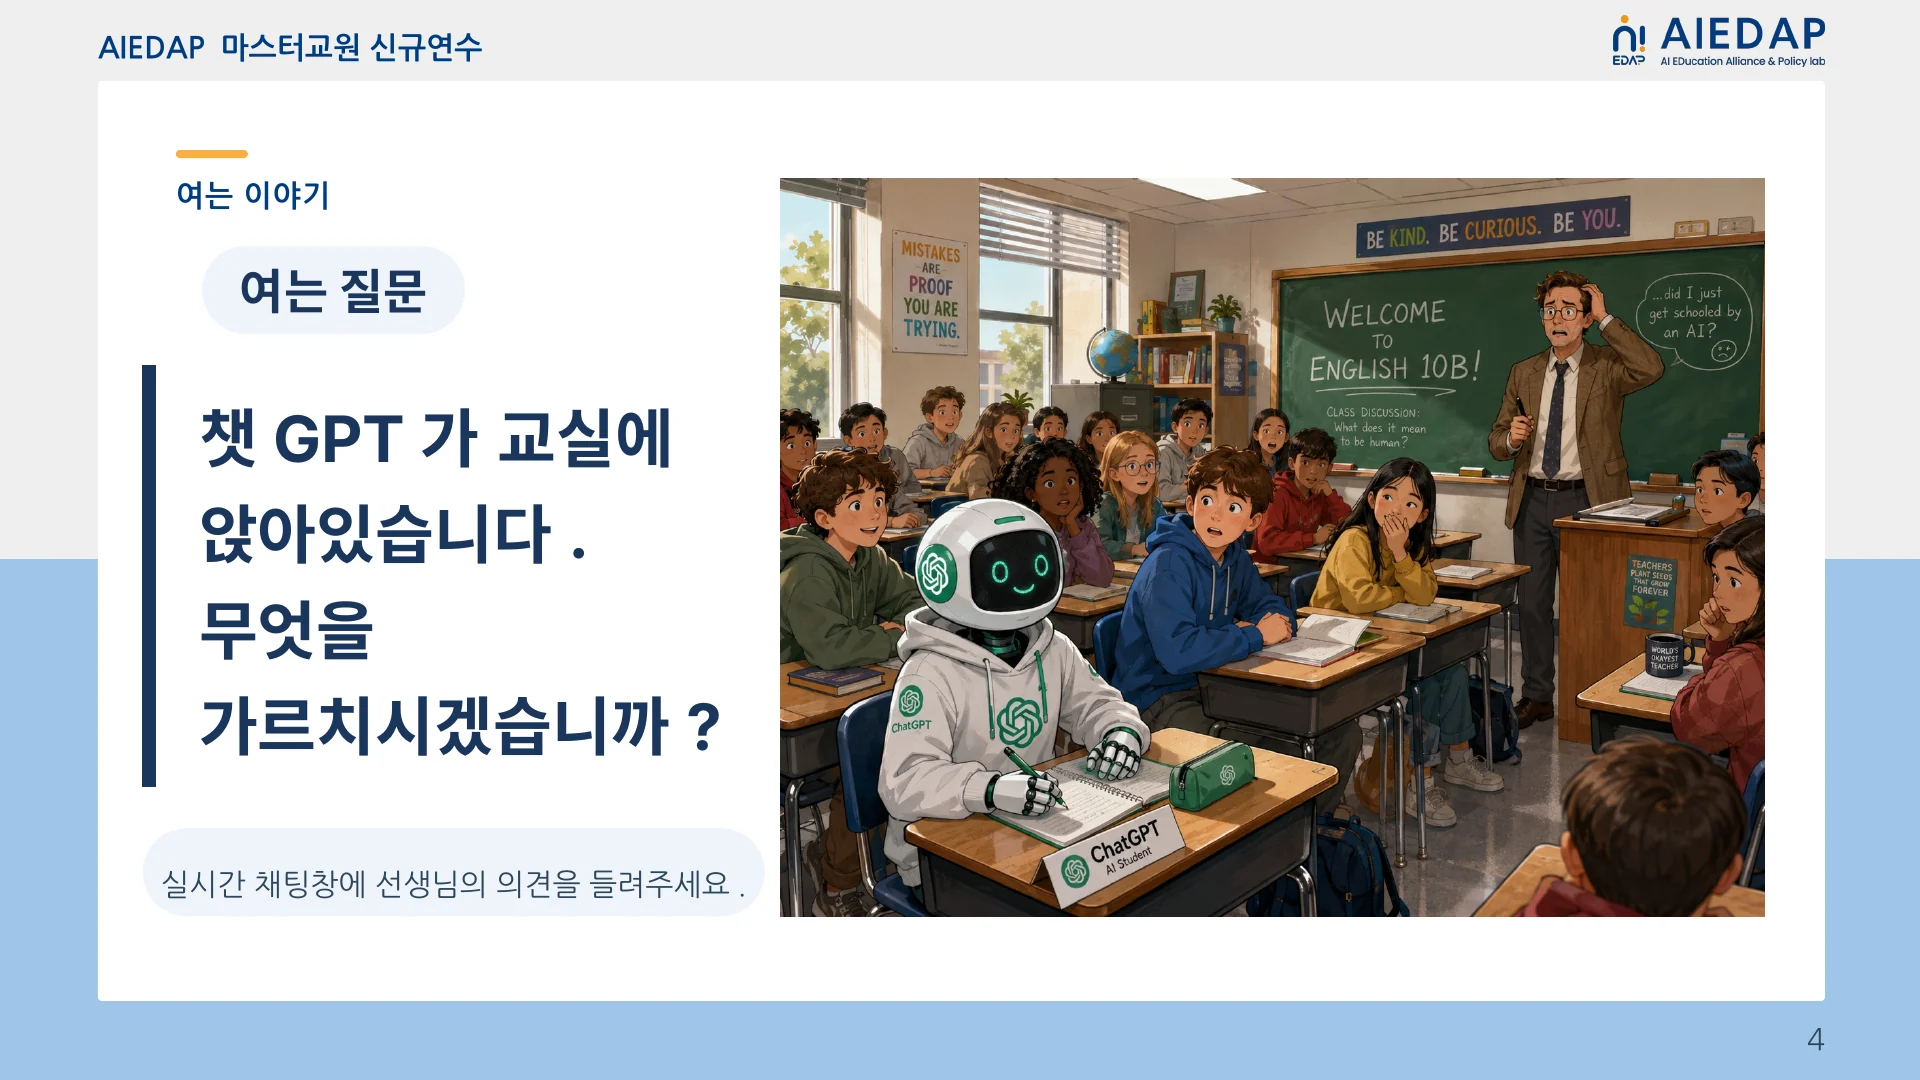 AIEDAP 마스터교원 신규연수
EDAP
AIEDAP
AI EDucation Alliance & Policy lab
여는 이야기
여는 질문
챗 GPT 가 교실에
앉아있습니다 .
무엇을
가르치시겠습니까 ?
실시간 채팅창에 선생님의 의견을 들려주세요 .
MISTAKES
ARE
PROOF
YOU ARE
TRYING.
BE KIND. BE CURIOUS. BE YOU.
WELCOME
TO
ENGLISH 10B!
CLASS DISCUSSION:
What does it mean
to be human?
...did I just
get schooled by
an AI?
TEACHERS
PLANT SEEDS
THAT GROW
FOREVER
WORLD'S
OKAYEST
TEACHER
ChatGPT
ChatGPT
AI Student
4